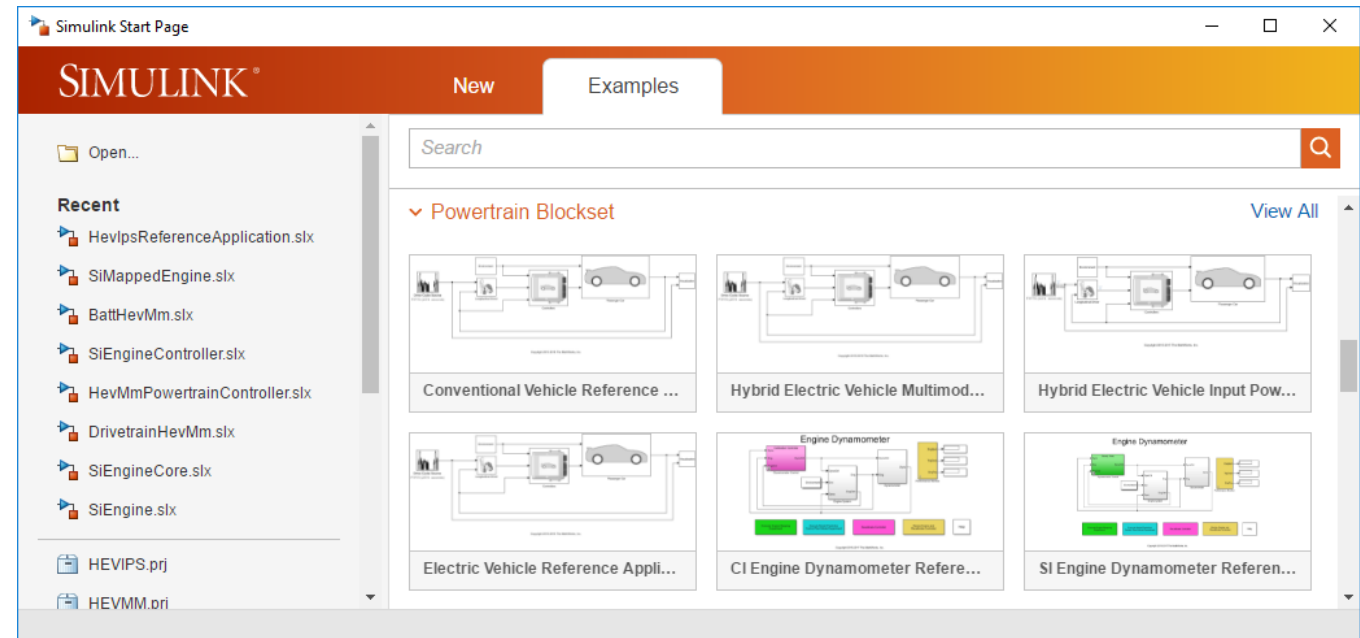 Simulink Start Page
SIMULINK®
New
Examples
Open...
Search
Recent
HevIpsReferenceApplication.slx
SiMappedEngine.slx
BattHevMm.slx
SiEngineController.slx
HevMmPowertrainController.slx
DrivetrainHevMm.slx
SiEngineCore.slx
SiEngine.slx
HEVIPS.prj
HEVMM.prj
Powertrain Blockset
View All
Conventional Vehicle Reference ...
Hybrid Electric Vehicle Multimod...
Hybrid Electric Vehicle Input Pow...
Engine Dynamometer
Engine Dynamometer
Electric Vehicle Reference Appli...
CI Engine Dynamometer Refere...
SI Engine Dynamometer Referen...